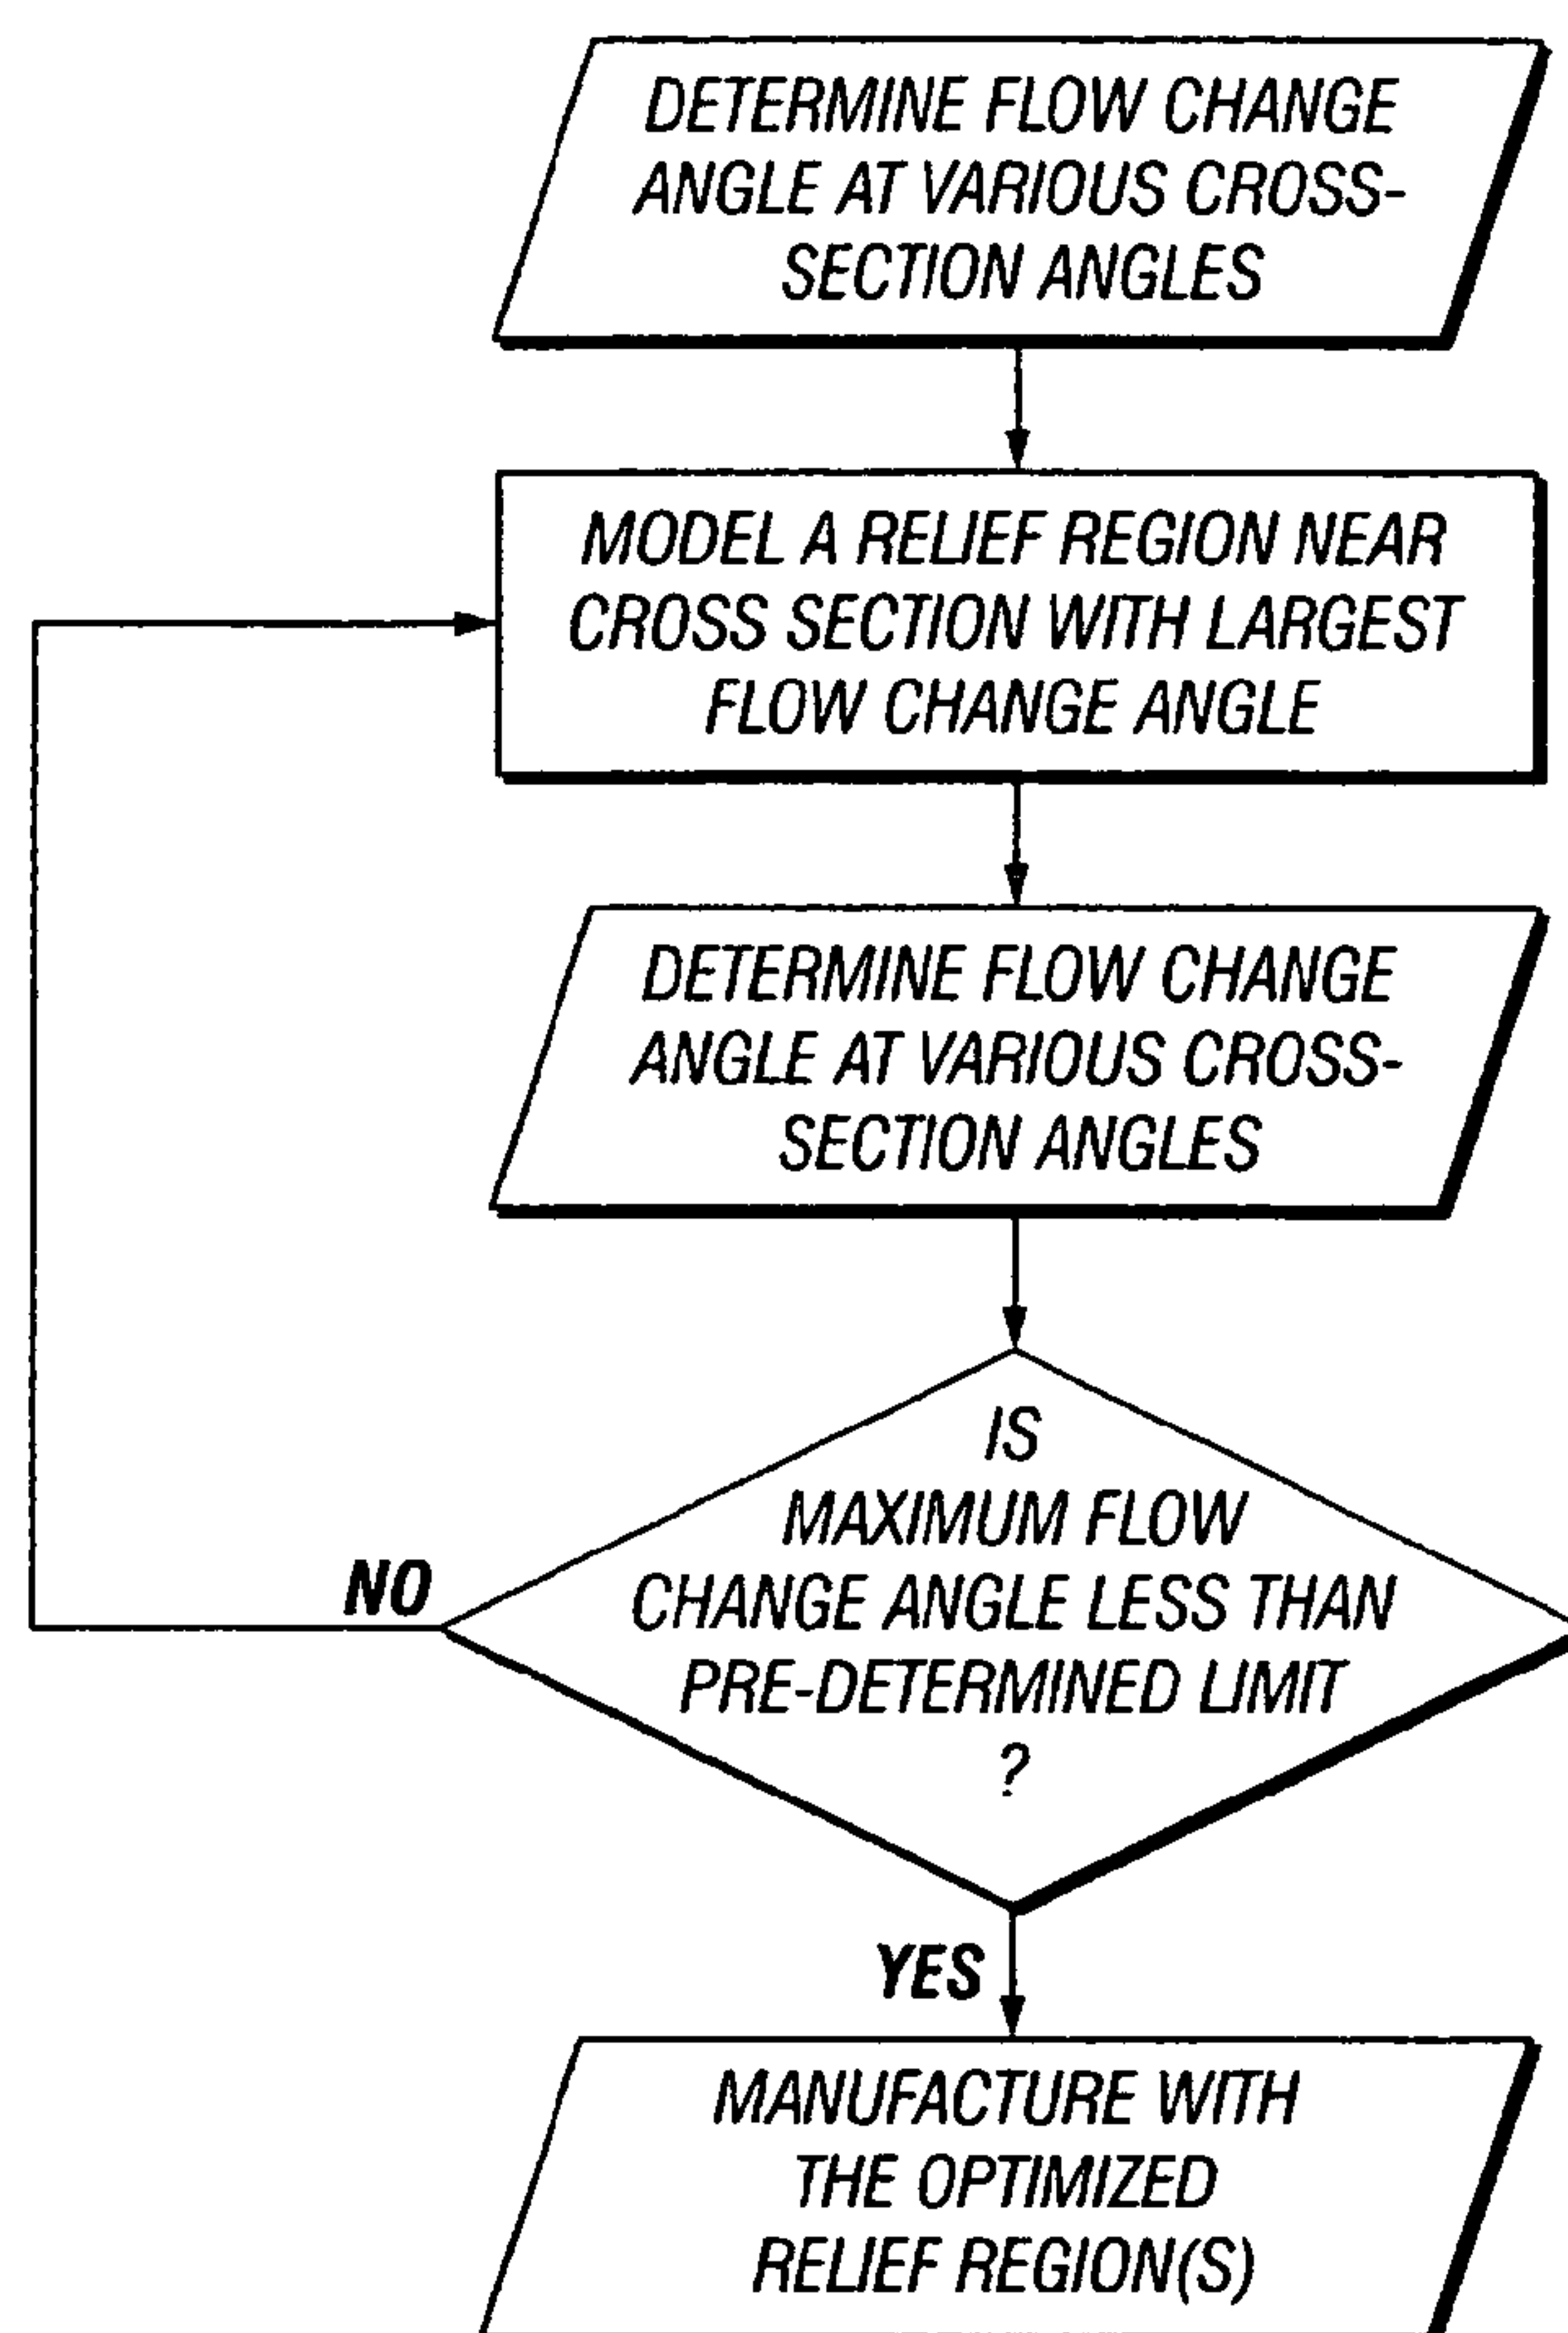 DETERMINE FLOW CHANGE
ANGLE AT VARIOUS CROSS-
SECTION ANGLES
MODEL A RELIEF REGION NEAR
CROSS SECTION WITH LARGEST
FLOW CHANGE ANGLE
DETERMINE FLOW CHANGE
ANGLE AT VARIOUS CROSS-
SECTION ANGLES
IS
MAXIMUM FLOW
CHANGE ANGLE LESS THAN
PRE-DETERMINED LIMIT
?
NO
YES
MANUFACTURE WITH
THE OPTIMIZED
RELIEF REGION(S)